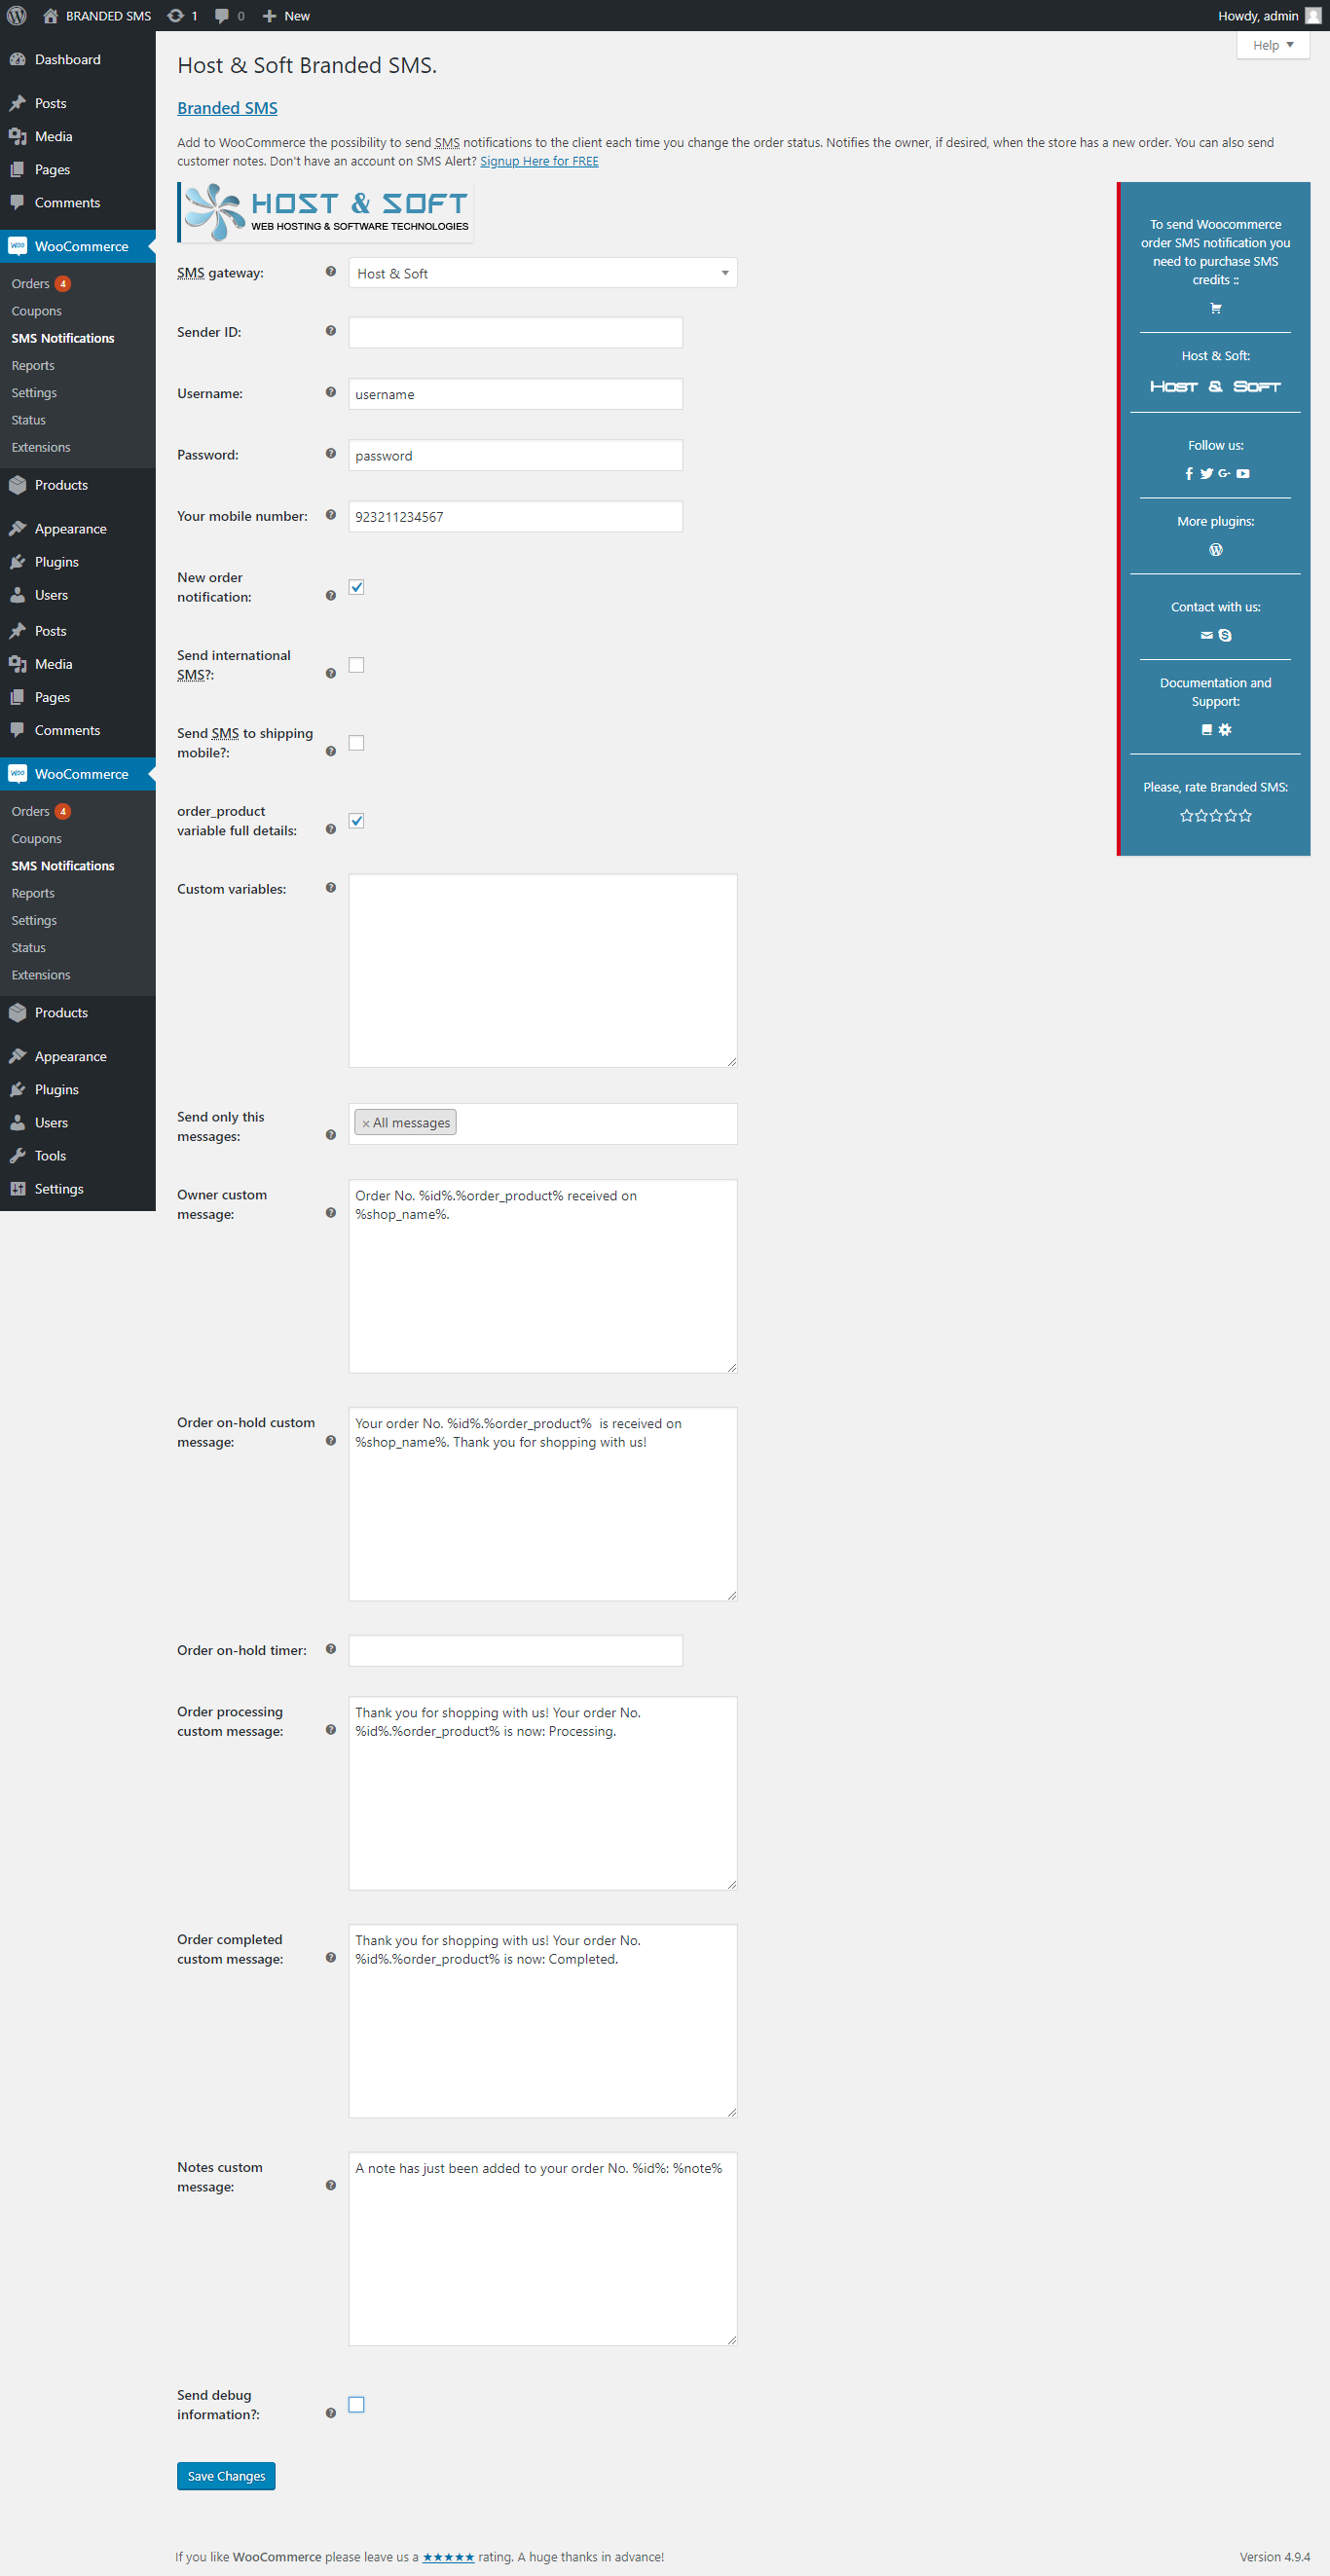 BRANDED SMS 1 0 New Howdy, admin
Help
Dashboard
Posts
Media
Pages
Comments
WooCommerce
Orders 4
Coupons
SMS Notifications
Reports
Settings
Status
Extensions
Products
Appearance
Plugins
Users
Posts
Media
Pages
Comments
WooCommerce
Orders 4
Coupons
SMS Notifications
Reports
Settings
Status
Extensions
Products
Appearance
Plugins
Users
Tools
Settings
Host & Soft Branded SMS.
Branded SMS
Add to WooCommerce the possibility to send SMS notifications to the client each time you change the order status. Notifies the owner, if desired, when the store has a new order. You can also send
customer notes. Don't have an account on SMS Alert? Signup Here for FREE
HOST & SOFT
WEB HOSTING & SOFTWARE TECHNOLOGIES
SMS gateway:
Host & Soft
Sender ID:
Username:
username
Password:
password
Your mobile number:
923211234567
New order
notification:
Send international
SMS?:
Send SMS to shipping
mobile?:
order_product
variable full details:
Custom variables:
Send only this
messages:
× All messages
Owner custom
message:
Order No. %id%.%order_product% received on
%shop_name%.
Order on-hold custom
message:
Your order No. %id%.%order_product%  is received on
%shop_name%. Thank you for shopping with us!
Order on-hold timer:
Order processing
custom message:
Thank you for shopping with us! Your order No.
%id%.%order_product% is now: Processing.
Order completed
custom message:
Thank you for shopping with us! Your order No.
%id%.%order_product% is now: Completed.
Notes custom
message:
A note has just been added to your order No. %id%: %note%
Send debug
information?:
Save Changes
To send Woocommerce
order SMS notification you
need to purchase SMS
credits ::
Host & Soft:
HOST & SOFT
Follow us:
More plugins:
Contact with us:
Documentation and
Support:
Please, rate Branded SMS:
If you like WooCommerce please leave us a ★★★★★ rating. A huge thanks in advance!
Version 4.9.4